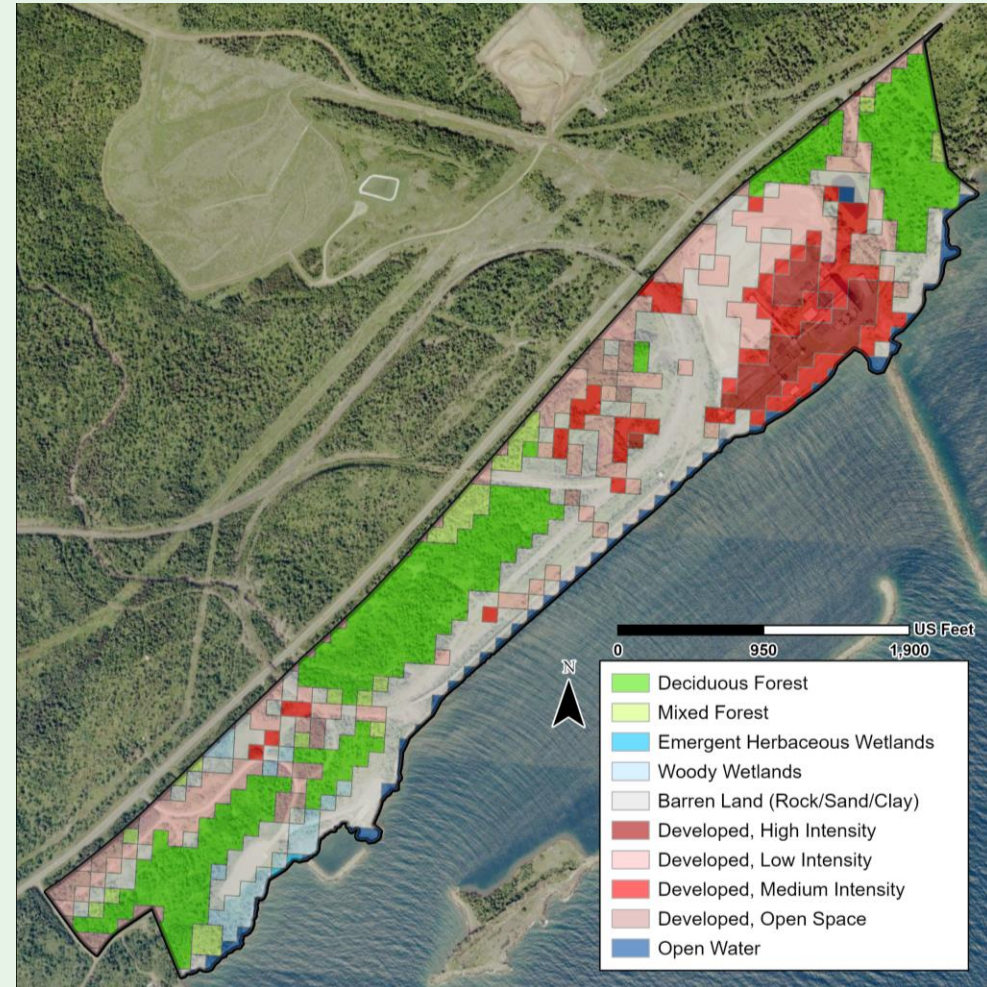 US Feet
0 950 1,900
N
Deciduous Forest
Mixed Forest
Emergent Herbaceous Wetlands
Woody Wetlands
Barren Land (Rock/Sand/Clay)
Developed, High Intensity
Developed, Low Intensity
Developed, Medium Intensity
Developed, Open Space
Open Water